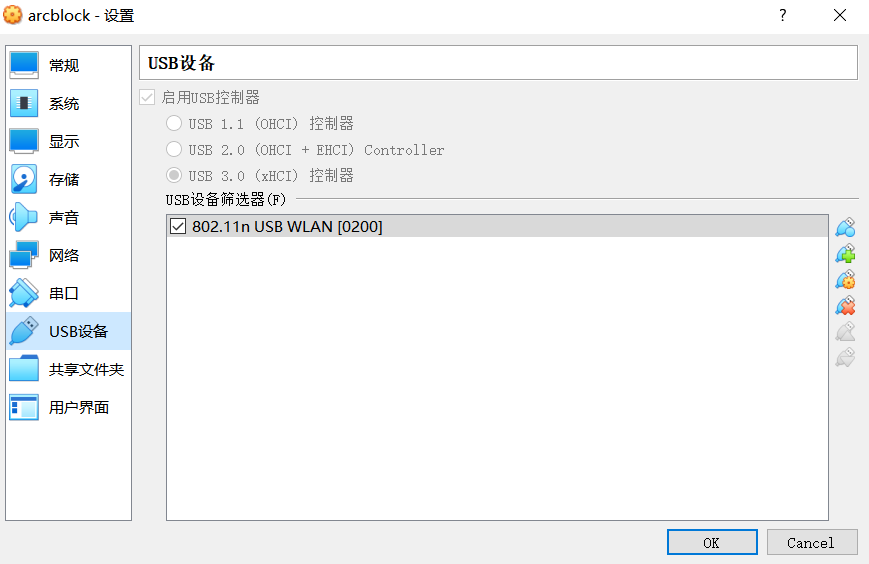 arcblock - 设置
?
常规
系统
显示
存储
声音
网络
串口
USB设备
共享文件夹
用户界面
USB设备
启用USB控制器
USB 1.1 (OHCI) 控制器
USB 2.0 (OHCI + EHCI) Controller
USB 3.0 (xHCI) 控制器
USB设备筛选器(F)
802.11n USB WLAN [0200]
OK
Cancel